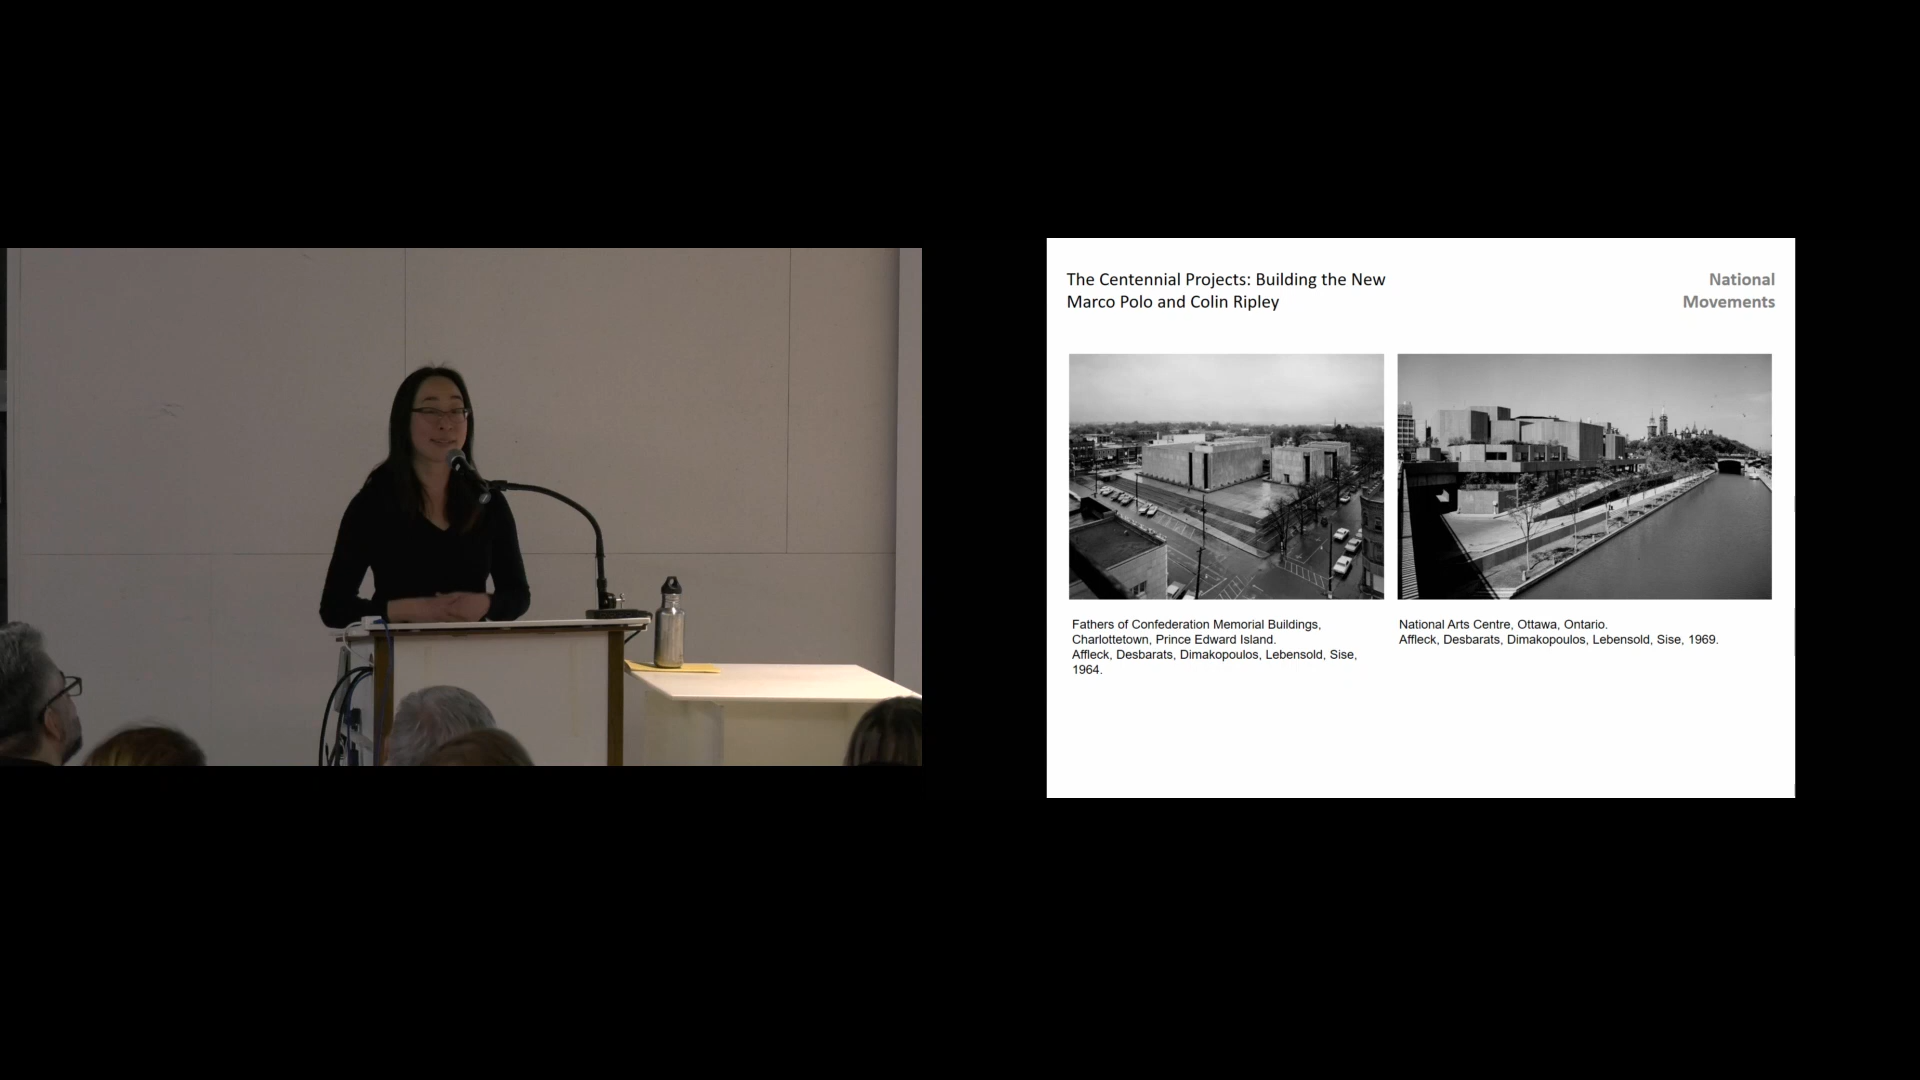 The Centennial Projects: Building the New
Marco Polo and Colin Ripley
National
Movements
Fathers of Confederation Memorial Buildings,
Charlottetown, Prince Edward Island.
Affleck, Desbarats, Dimakopoulos, Lebensold, Sise,
1964.
National Arts Centre, Ottawa, Ontario.
Affleck, Desbarats, Dimakopoulos, Lebensold, Sise, 1969.